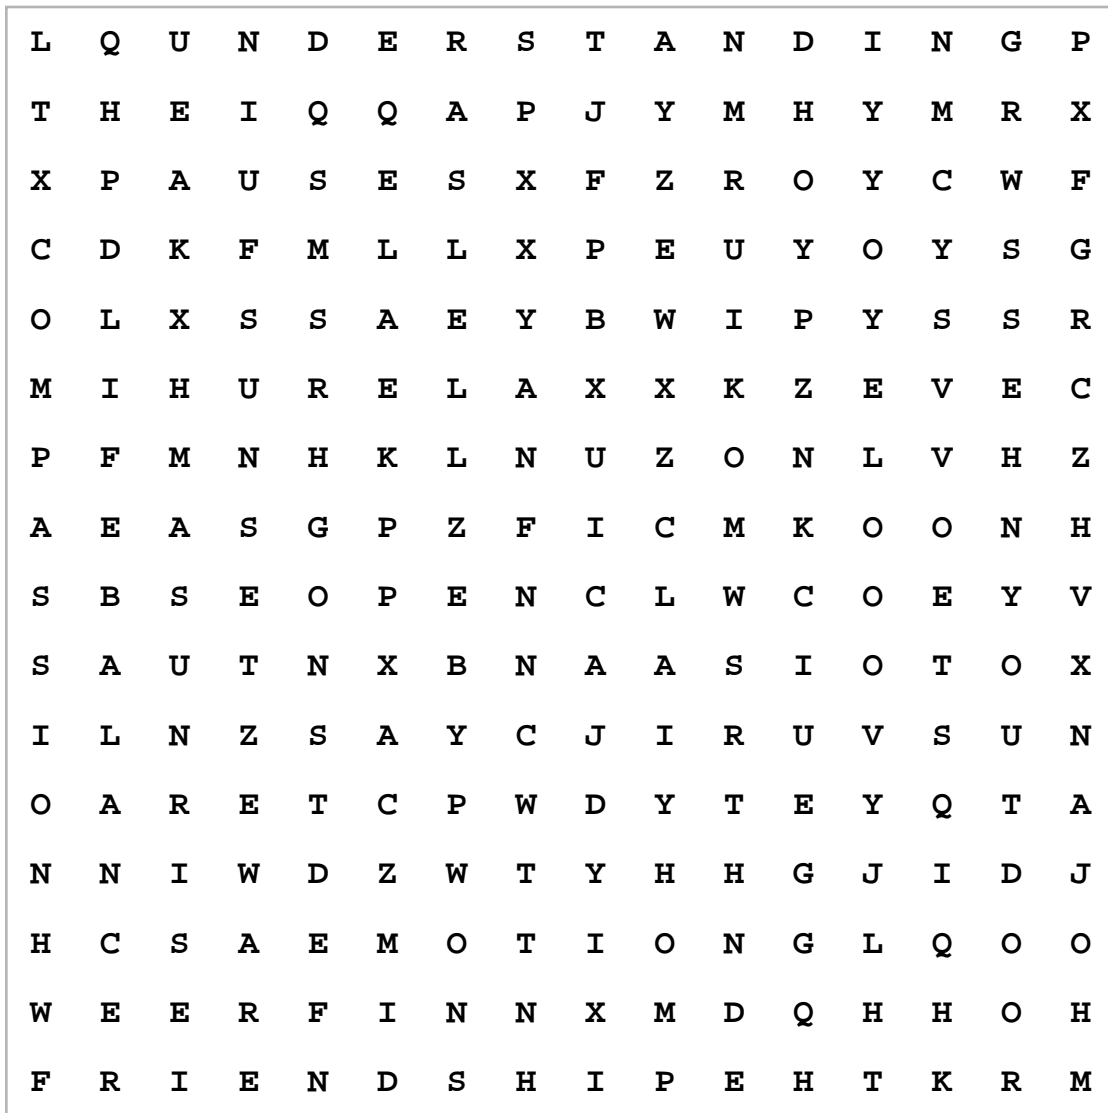 L Q U N D E R S T A N D I N G P
T H E I Q Q A P J Y M H Y M R X
X P A U S E S X F Z R O Y C W F
C D K F M L L X P E U Y O Y S G
O L X S S A E Y B W I P Y S S R
M I H U R E L A X X K Z E V E C
P F M N H K L N U Z O N L V H Z
A E A S G P Z F I C M K O O N H
S B S E O P E N C L W C O E Y V
S A U T N X B N A A S I O T O X
I L N Z S A Y C J I R U V S U N
O A R E T C P W D Y T E Y Q T A
N N I W D Z W T Y H H G J I D J
H C S A E M O T I O N G L Q O O
W E E R F I N N X M D Q H H O H
F R I E N D S H I P E H T K R M